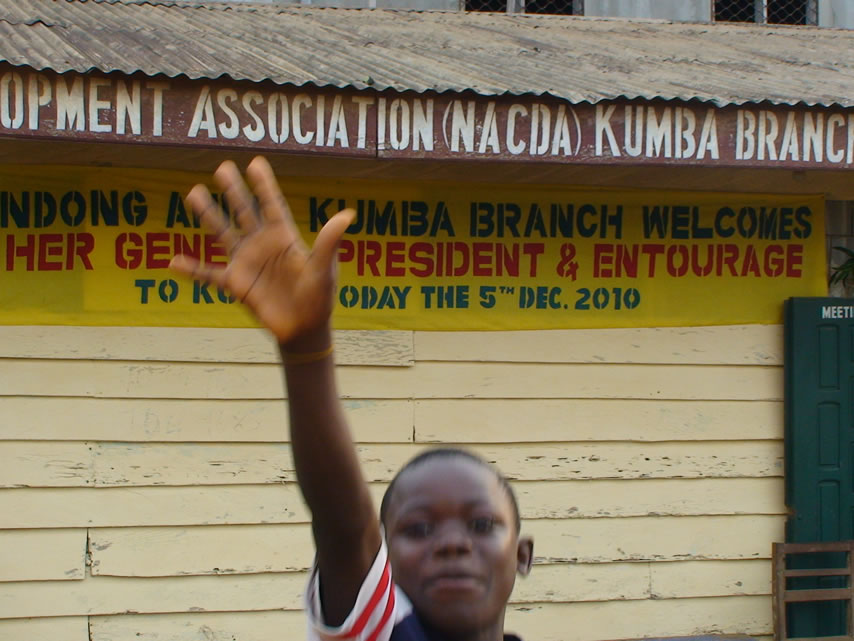 OPMENT ASSOCIATION (NACDA) KUMBA BRANCH
NDONG KUMBA BRANCH WELCOMES
HER GENE PRESIDENT & ENTOURAGE
TO ODAY THE 5TH DEC. 2010
MEETI